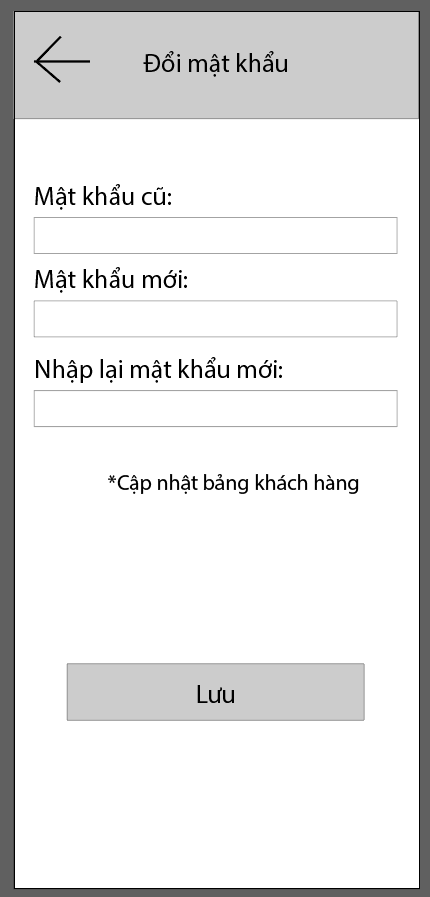 Đổi mật khẩu
Mật khẩu cũ:
Mật khẩu mới:
Nhập lại mật khẩu mới:
*Cập nhật bảng khách hàng
Lưu